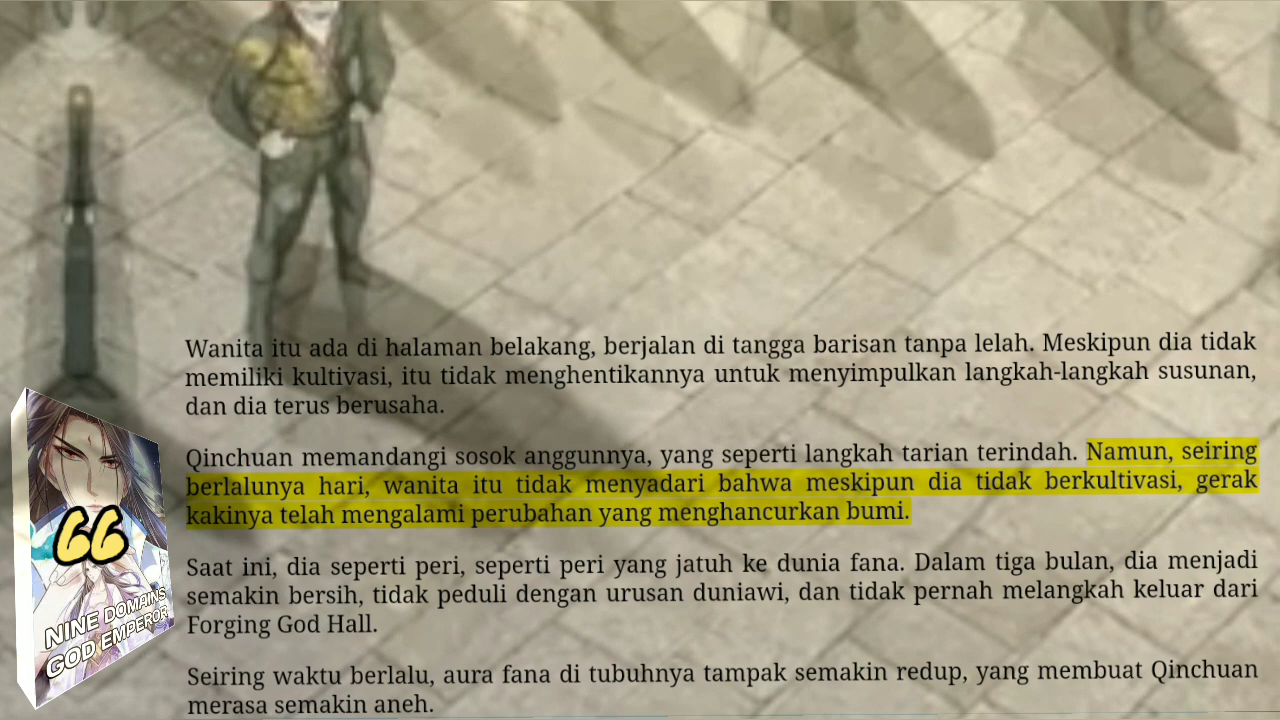 Wanita itu ada di halaman belakang, berjalan di tangga barisan tanpa lelah. Meskipun dia tidak
memiliki kultivasi, itu tidak menghentikannya untuk menyimpulkan langkah-langkah susunan,
dan dia terus berusaha.
Qinchuan memandangi sosok anggunnya, yang seperti langkah tarian terindah. Namun, seiring
berlalunya hari, wanita itu tidak menyadari bahwa meskipun dia tidak berkultivasi, gerak
kakinya telah mengalami perubahan yang menghancurkan bumi.
Saat ini, dia seperti peri, seperti peri yang jatuh ke dunia fana. Dalam tiga bulan, dia menjadi
semakin bersih, tidak peduli dengan urusan duniawi, dan tidak pernah melangkah keluar dari
Forging God Hall.
Seiring waktu berlalu, aura fana di tubuhnya tampak semakin redup, yang membuat Qinchuan
merasa semakin aneh.
66
NINE DOMAINS
GOD EMPEROR